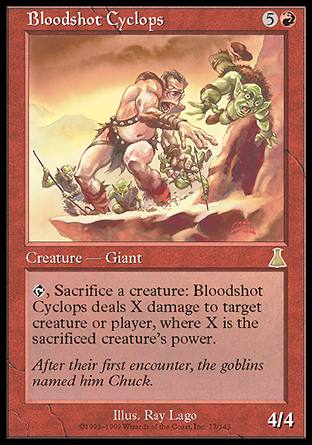 Bloodshot Cyclops 5
Creature — Giant
, Sacrifice a creature: Bloodshot
Cyclops deals X damage to target
creature or player, where X is the
sacrificed creature's power.
After their first encounter, the goblins
named him Chuck.
Illus. Ray Lago
©1993–1999 Wizards of the Coast, Inc. 77/143
4/4